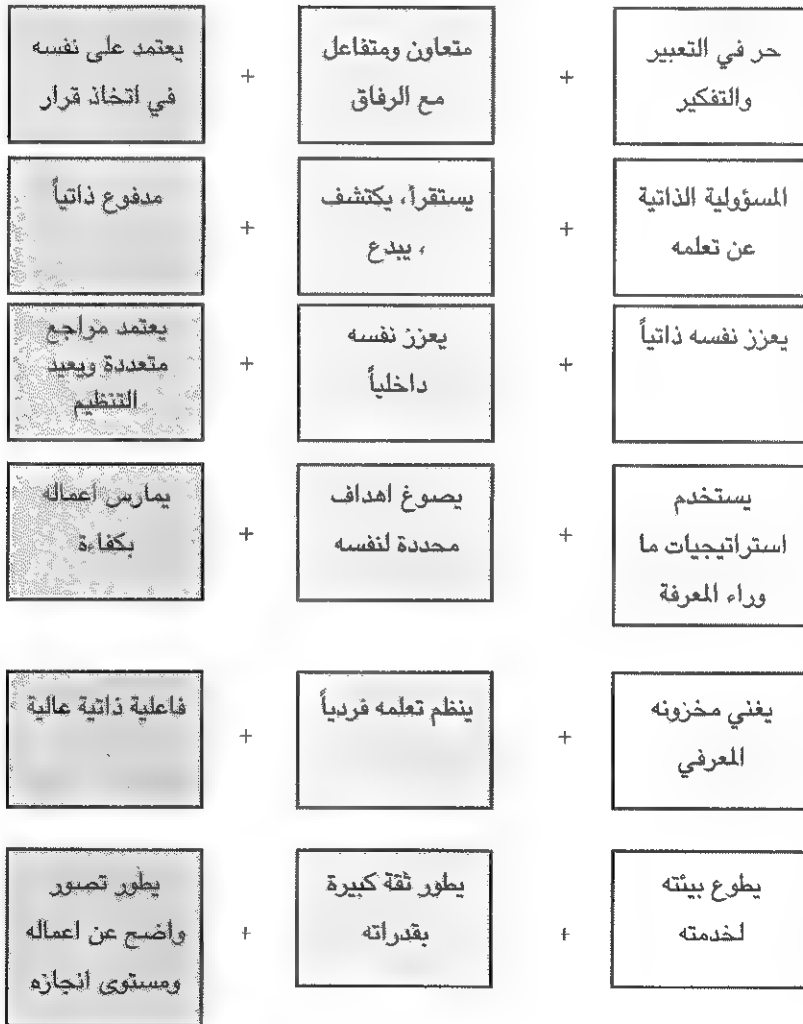 حر في التعبير
والتفكير
+
متعاون ومتفاعل
مع الرفاق
+
يعتمد على نفسه
في اتخاذ قرار
المسؤولية الذاتية
عن تعلمه
+
يستقرأ، يكتشف
، يبدع
+
مدفوع ذاتياً
يعزز نفسه ذاتياً
+
يعزز نفسه
داخلياً
+
يعتمد مراجع
متعددة ويعيد
التنظيم
يستخدم
استراتيجيات ما
وراء المعرفة
+
يصوغ اهداف
محددة لنفسه
+
يمارس اعماله
بكفاءة
يغني مخزونه
المعرفي
+
ينظم تعلمه فردياً
+
فاعلية ذاتية عالية
يطوع بيئته
لخدمته
+
يطور ثقة كبيرة
بقدراته
+
يطور تصور
واضح عن اعماله
ومستوى انجازه